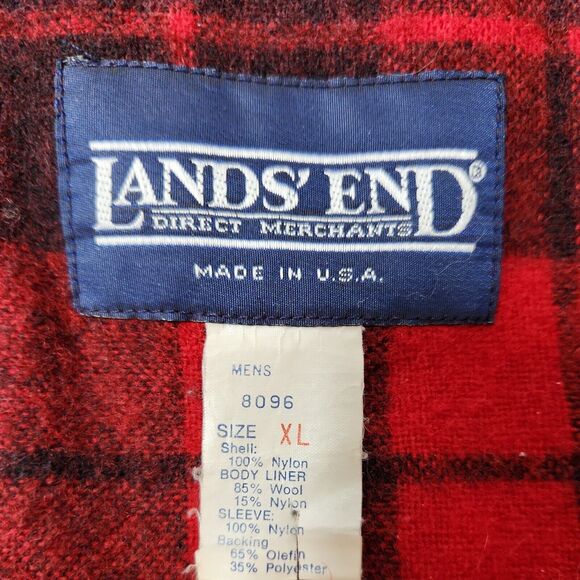 LANDS' END®
DIRECT MERCHANTS
MADE IN U.S.A.
MENS
8096
SIZE XL
Shell:
100% Nylon
BODY LINER
85% Wool
15% Nylon
SLEEVE:
100% Nylon
Backing
65% Olefin
35% Polyester